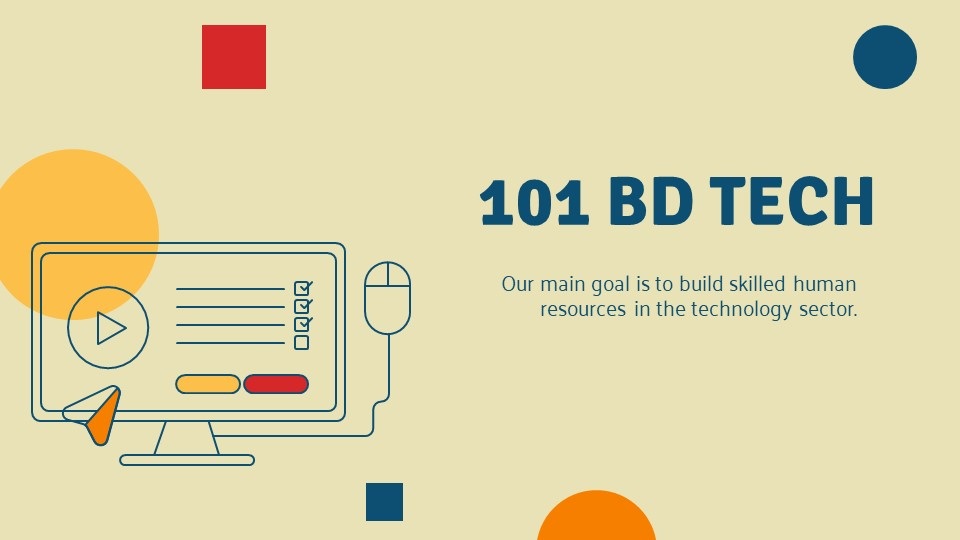 101 BD TECH
Our main goal is to build skilled human
resources in the technology sector.